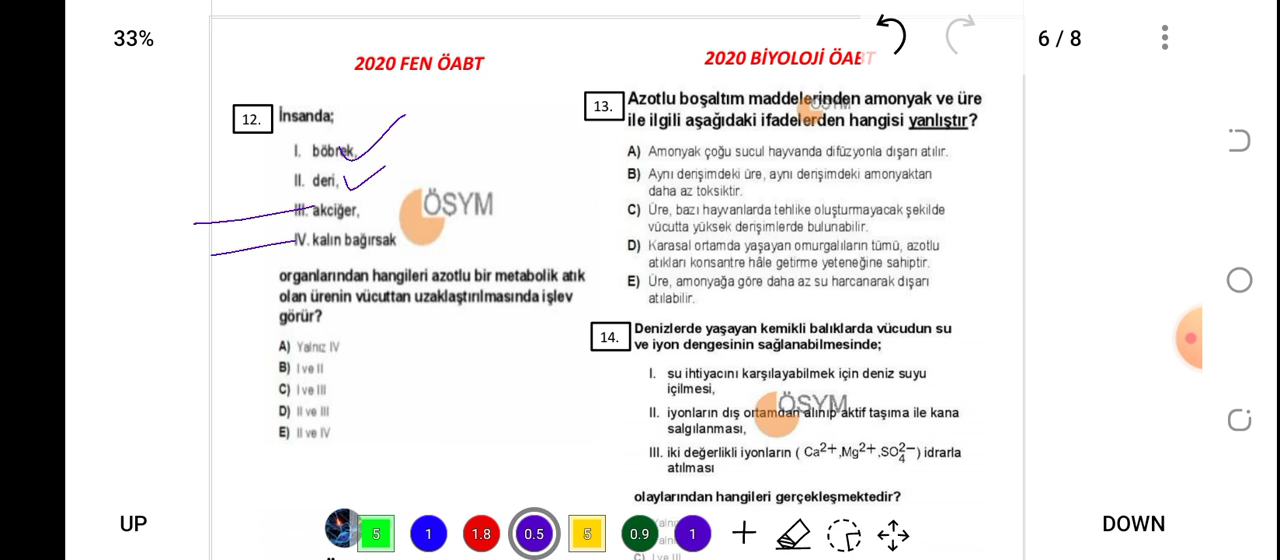 33%
6 / 8
2020 FEN ÖABT
12.
İnsanda;
I. böbrek,
II. deri,
III. akciğer,
IV. kalın bağırsak
ÖSYM
organlarından hangileri azotlu bir metabolik atık
olan ürenin vücuttan uzaklaştırılmasında işlev
görür?
A) Yalnız IV
B) I ve II
C) I ve III
D) II ve III
E) II ve IV
2020 BİYOLOJİ ÖABT
13.
Azotlu boşaltım maddelerinden amonyak ve üre
ile ilgili aşağıdaki ifadelerden hangisi yanlıştır?
ÖSYM
A) Amonyak çoğu sucul hayvanda difüzyonla dışarı atılır.
B) Aynı derişimdeki üre, aynı derişimdeki amonyaktan
daha az toksiktir.
C) Üre, bazı hayvanlarda tehlike oluşturmayacak şekilde
vücutta yüksek derişimlerde bulunabilir.
D) Karasal ortamda yaşayan omurgalıların tümü, azotlu
atıkları konsantre hâle getirme yeteneğine sahiptir.
E) Üre, amonyağa göre daha az su harcanarak dışarı
atılabilir.
14.
Denizlerde yaşayan kemikli balıklarda vücudun su
ve iyon dengesinin sağlanabilmesinde;
I. su ihtiyacını karşılayabilmek için deniz suyu
içilmesi,
ÖSYM
II. iyonların dış ortamdan alınıp aktif taşıma ile kana
salgılanması,
III. iki değerlikli iyonların ( Ca²⁺,Mg²⁺,SO₄²⁻) idrarla
atılması
olaylarından hangileri gerçekleşmektedir?
UP
5
1
1.8
0.5
5
0.9
1
DOWN